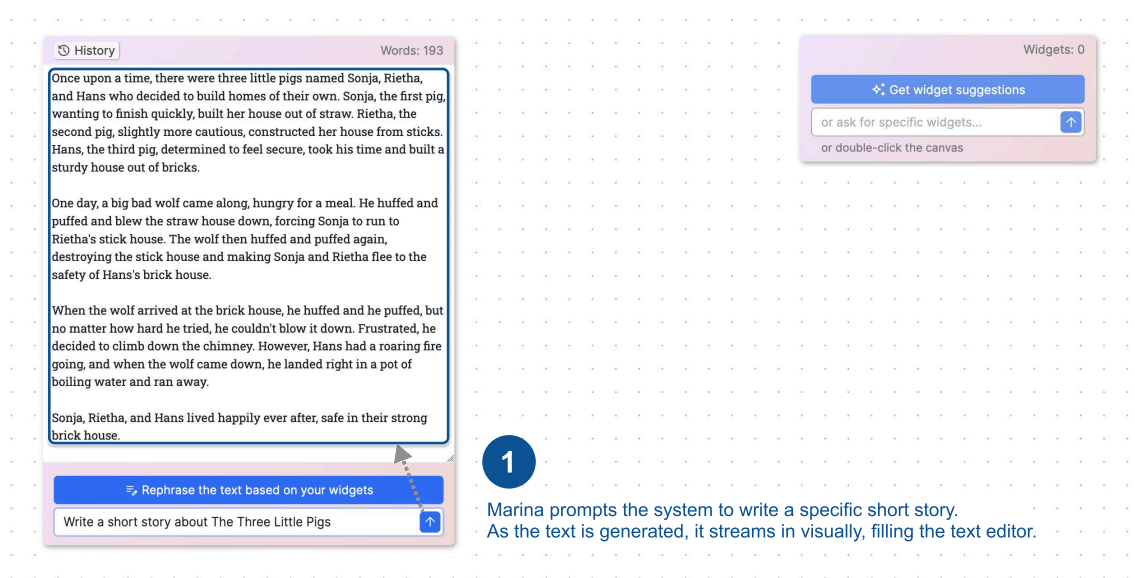 History
Words: 193
Once upon a time, there were three little pigs named Sonja, Rietha,
and Hans who decided to build homes of their own. Sonja, the first pig,
wanting to finish quickly, built her house out of straw. Rietha, the
second pig, slightly more cautious, constructed her house from sticks.
Hans, the third pig, determined to feel secure, took his time and built a
sturdy house out of bricks.
One day, a big bad wolf came along, hungry for a meal. He huffed and
puffed and blew the straw house down, forcing Sonja to run to
Rietha's stick house. The wolf then huffed and puffed again,
destroying the stick house and making Sonja and Rietha flee to the
safety of Hans's brick house.
When the wolf arrived at the brick house, he huffed and he puffed, but
no matter how hard he tried, he couldn't blow it down. Frustrated, he
decided to climb down the chimney. However, Hans had a roaring fire
going, and when the wolf came down, he landed right in a pot of
boiling water and ran away.
Sonja, Rietha, and Hans lived happily ever after, safe in their strong
brick house.
Rephrase the text based on your widgets
Write a short story about The Three Little Pigs
Widgets: 0
Get widget suggestions
or ask for specific widgets...
or double-click the canvas
1
Marina prompts the system to write a specific short story.
As the text is generated, it streams in visually, filling the text editor.